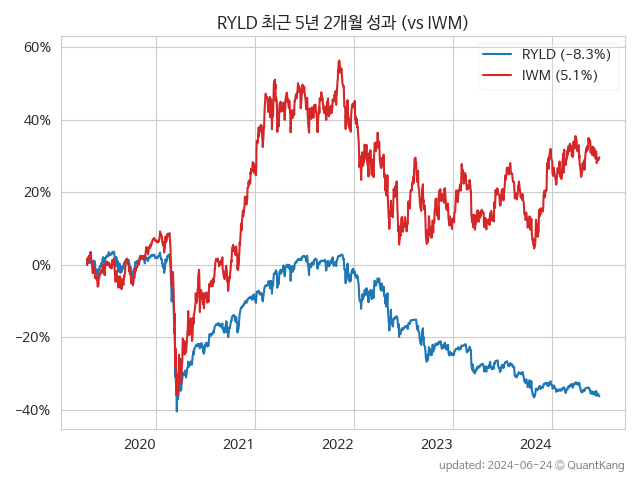 RYLD 최근 5년 2개월 성과 (vs IWM)
RYLD (−8.3%)
IWM (5.1%)
60%
40%
20%
0%
−20%
−40%
2020
2021
2022
2023
2024
updated: 2024-06-24 © QuantKang